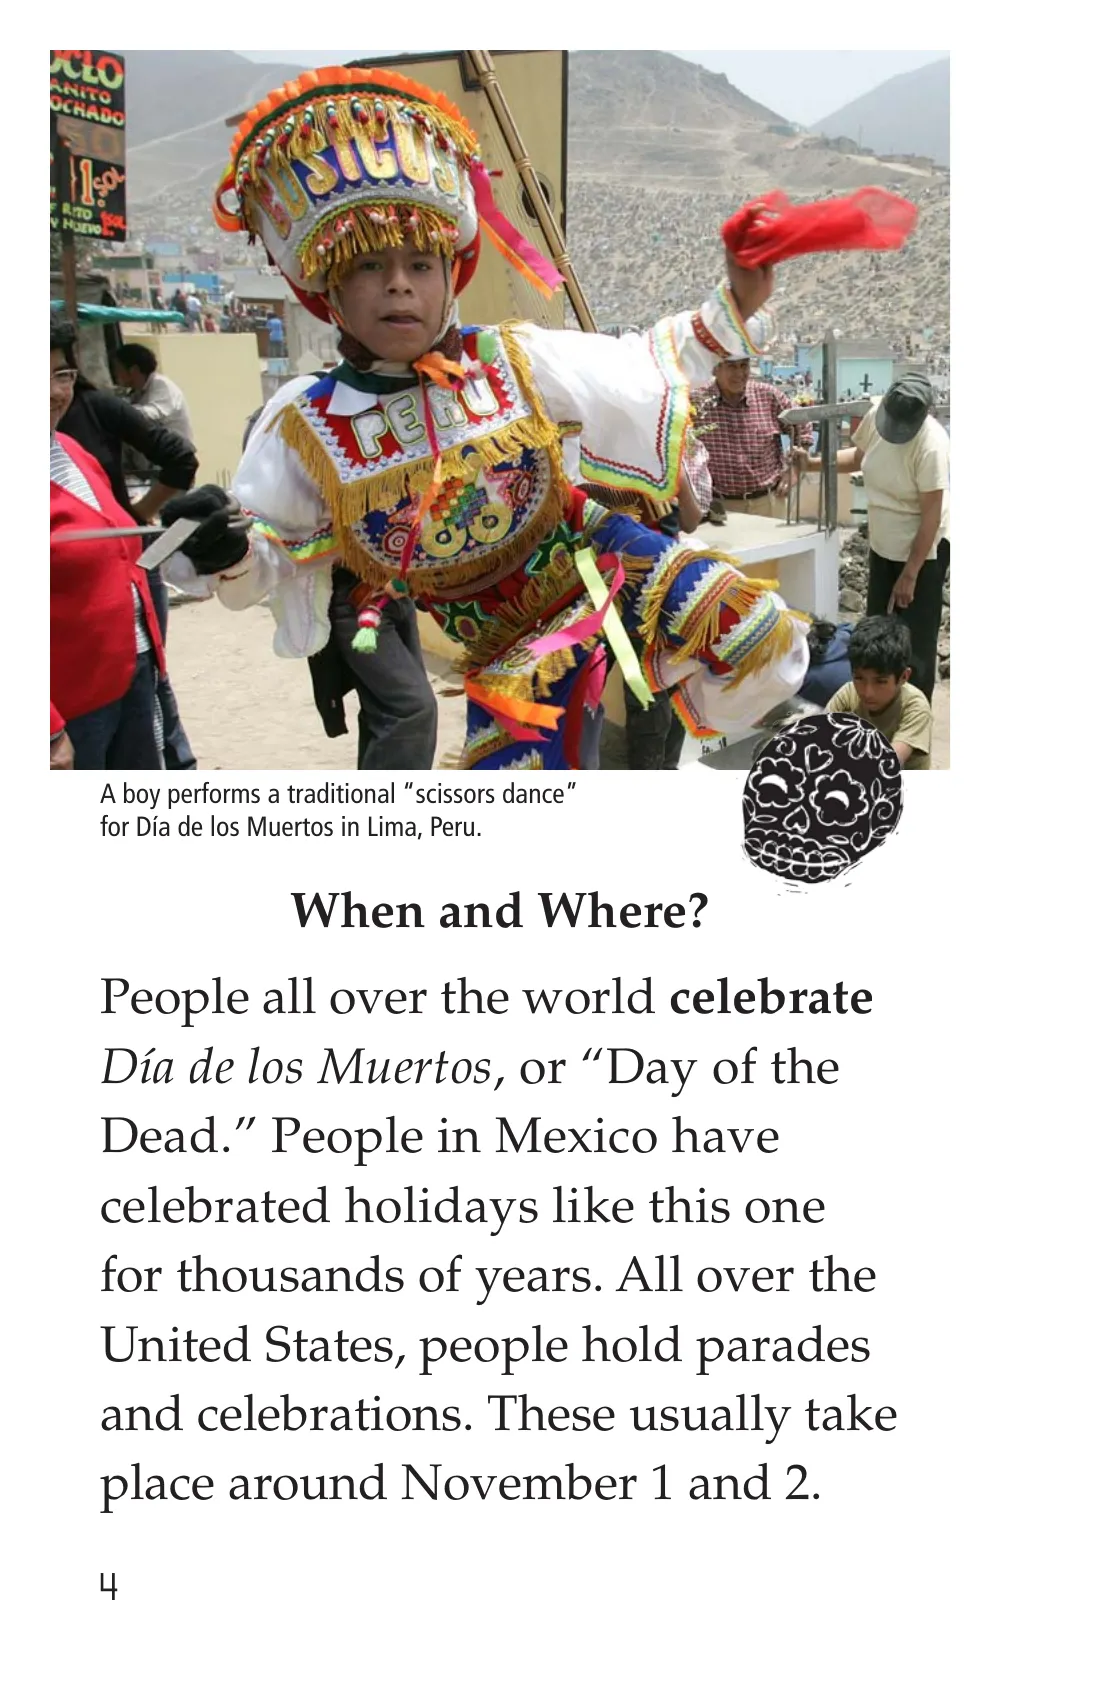 OCLO
ANITO
OCHADO
50
1 SOL
RITO
HUEVO
PERU
A boy performs a traditional “scissors dance”
for Día de los Muertos in Lima, Peru.
When and Where?
People all over the world celebrate
Día de los Muertos, or “Day of the
Dead.” People in Mexico have
celebrated holidays like this one
for thousands of years. All over the
United States, people hold parades
and celebrations. These usually take
place around November 1 and 2.
4